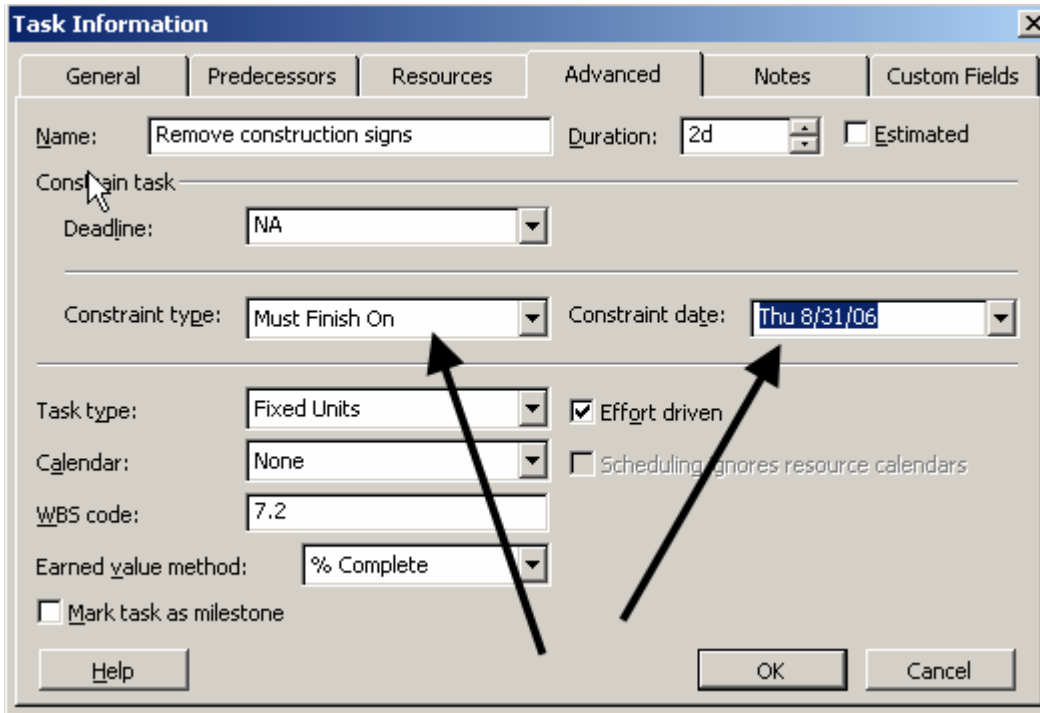 Task Information
General Predecessors Resources Advanced Notes Custom Fields
Name: Remove construction signs Duration: 2d Estimated
Constrain task
Deadline: NA
Constraint type: Must Finish On Constraint date: Thu 8/31/06
Task type: Fixed Units Effort driven
Calendar: None Scheduling ignores resource calendars
WBS code: 7.2
Earned value method: % Complete
Mark task as milestone
Help OK Cancel